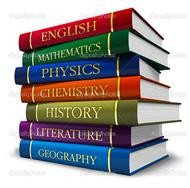 ENGLISH
MATHEMATICS
PHYSICS
CHEMISTRY
HISTORY
LITERATURE
GEOGRAPHY